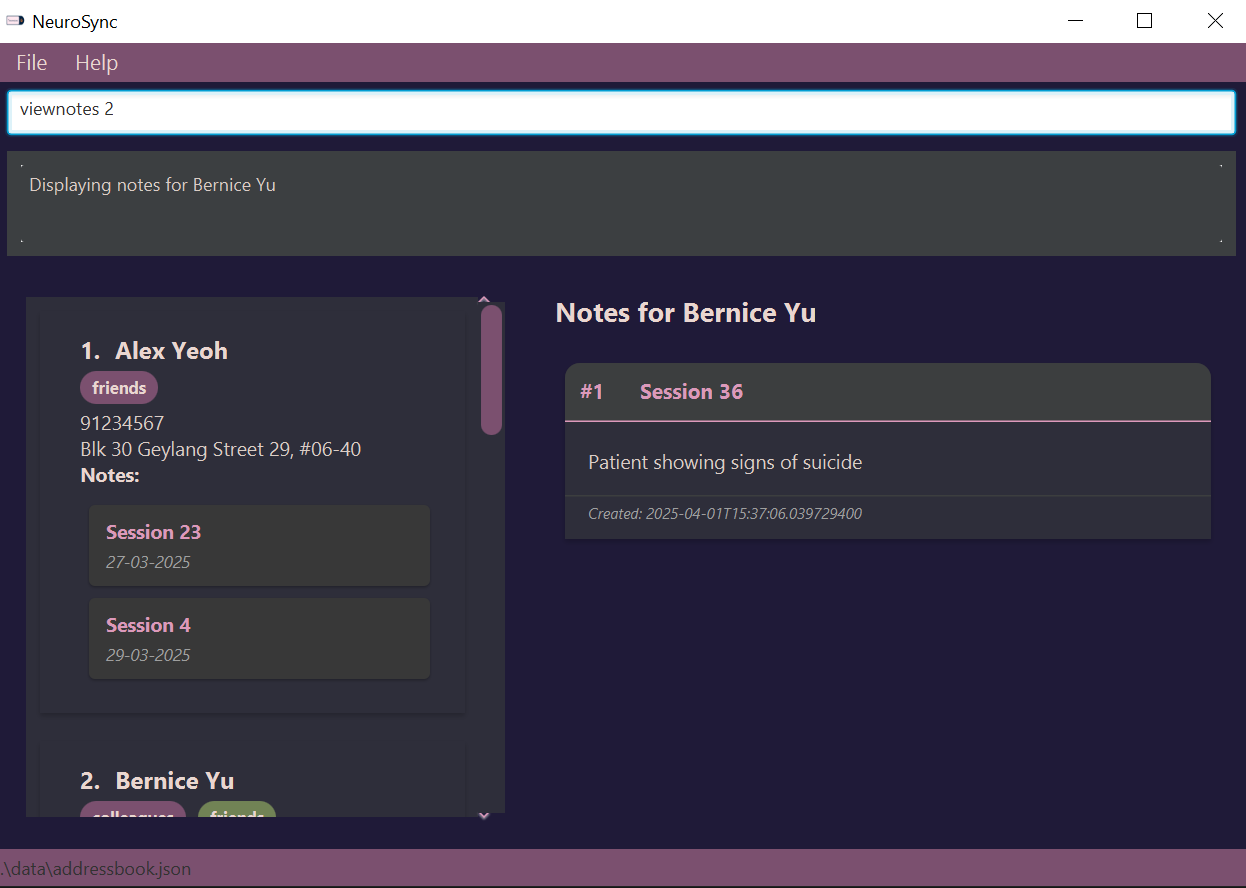 NeuroSync
File Help
viewnotes 2
Displaying notes for Bernice Yu
1. Alex Yeoh
friends
91234567
Blk 30 Geylang Street 29, #06-40
Notes:
Session 23
27-03-2025
Session 4
29-03-2025
2. Bernice Yu
colleagues friends
Notes for Bernice Yu
#1 Session 36
Patient showing signs of suicide
Created: 2025-04-01T15:37:06.039729400
.\data\addressbook.json